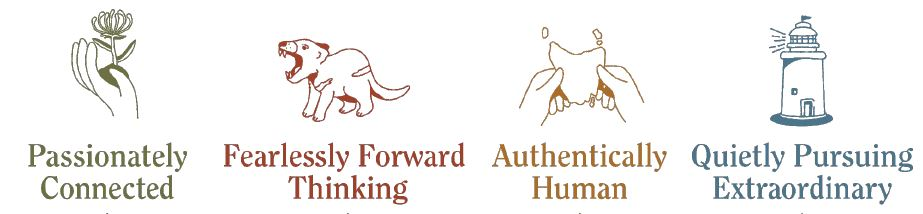 Passionately
Connected
Fearlessly Forward
Thinking
Authentically
Human
Quietly Pursuing
Extraordinary